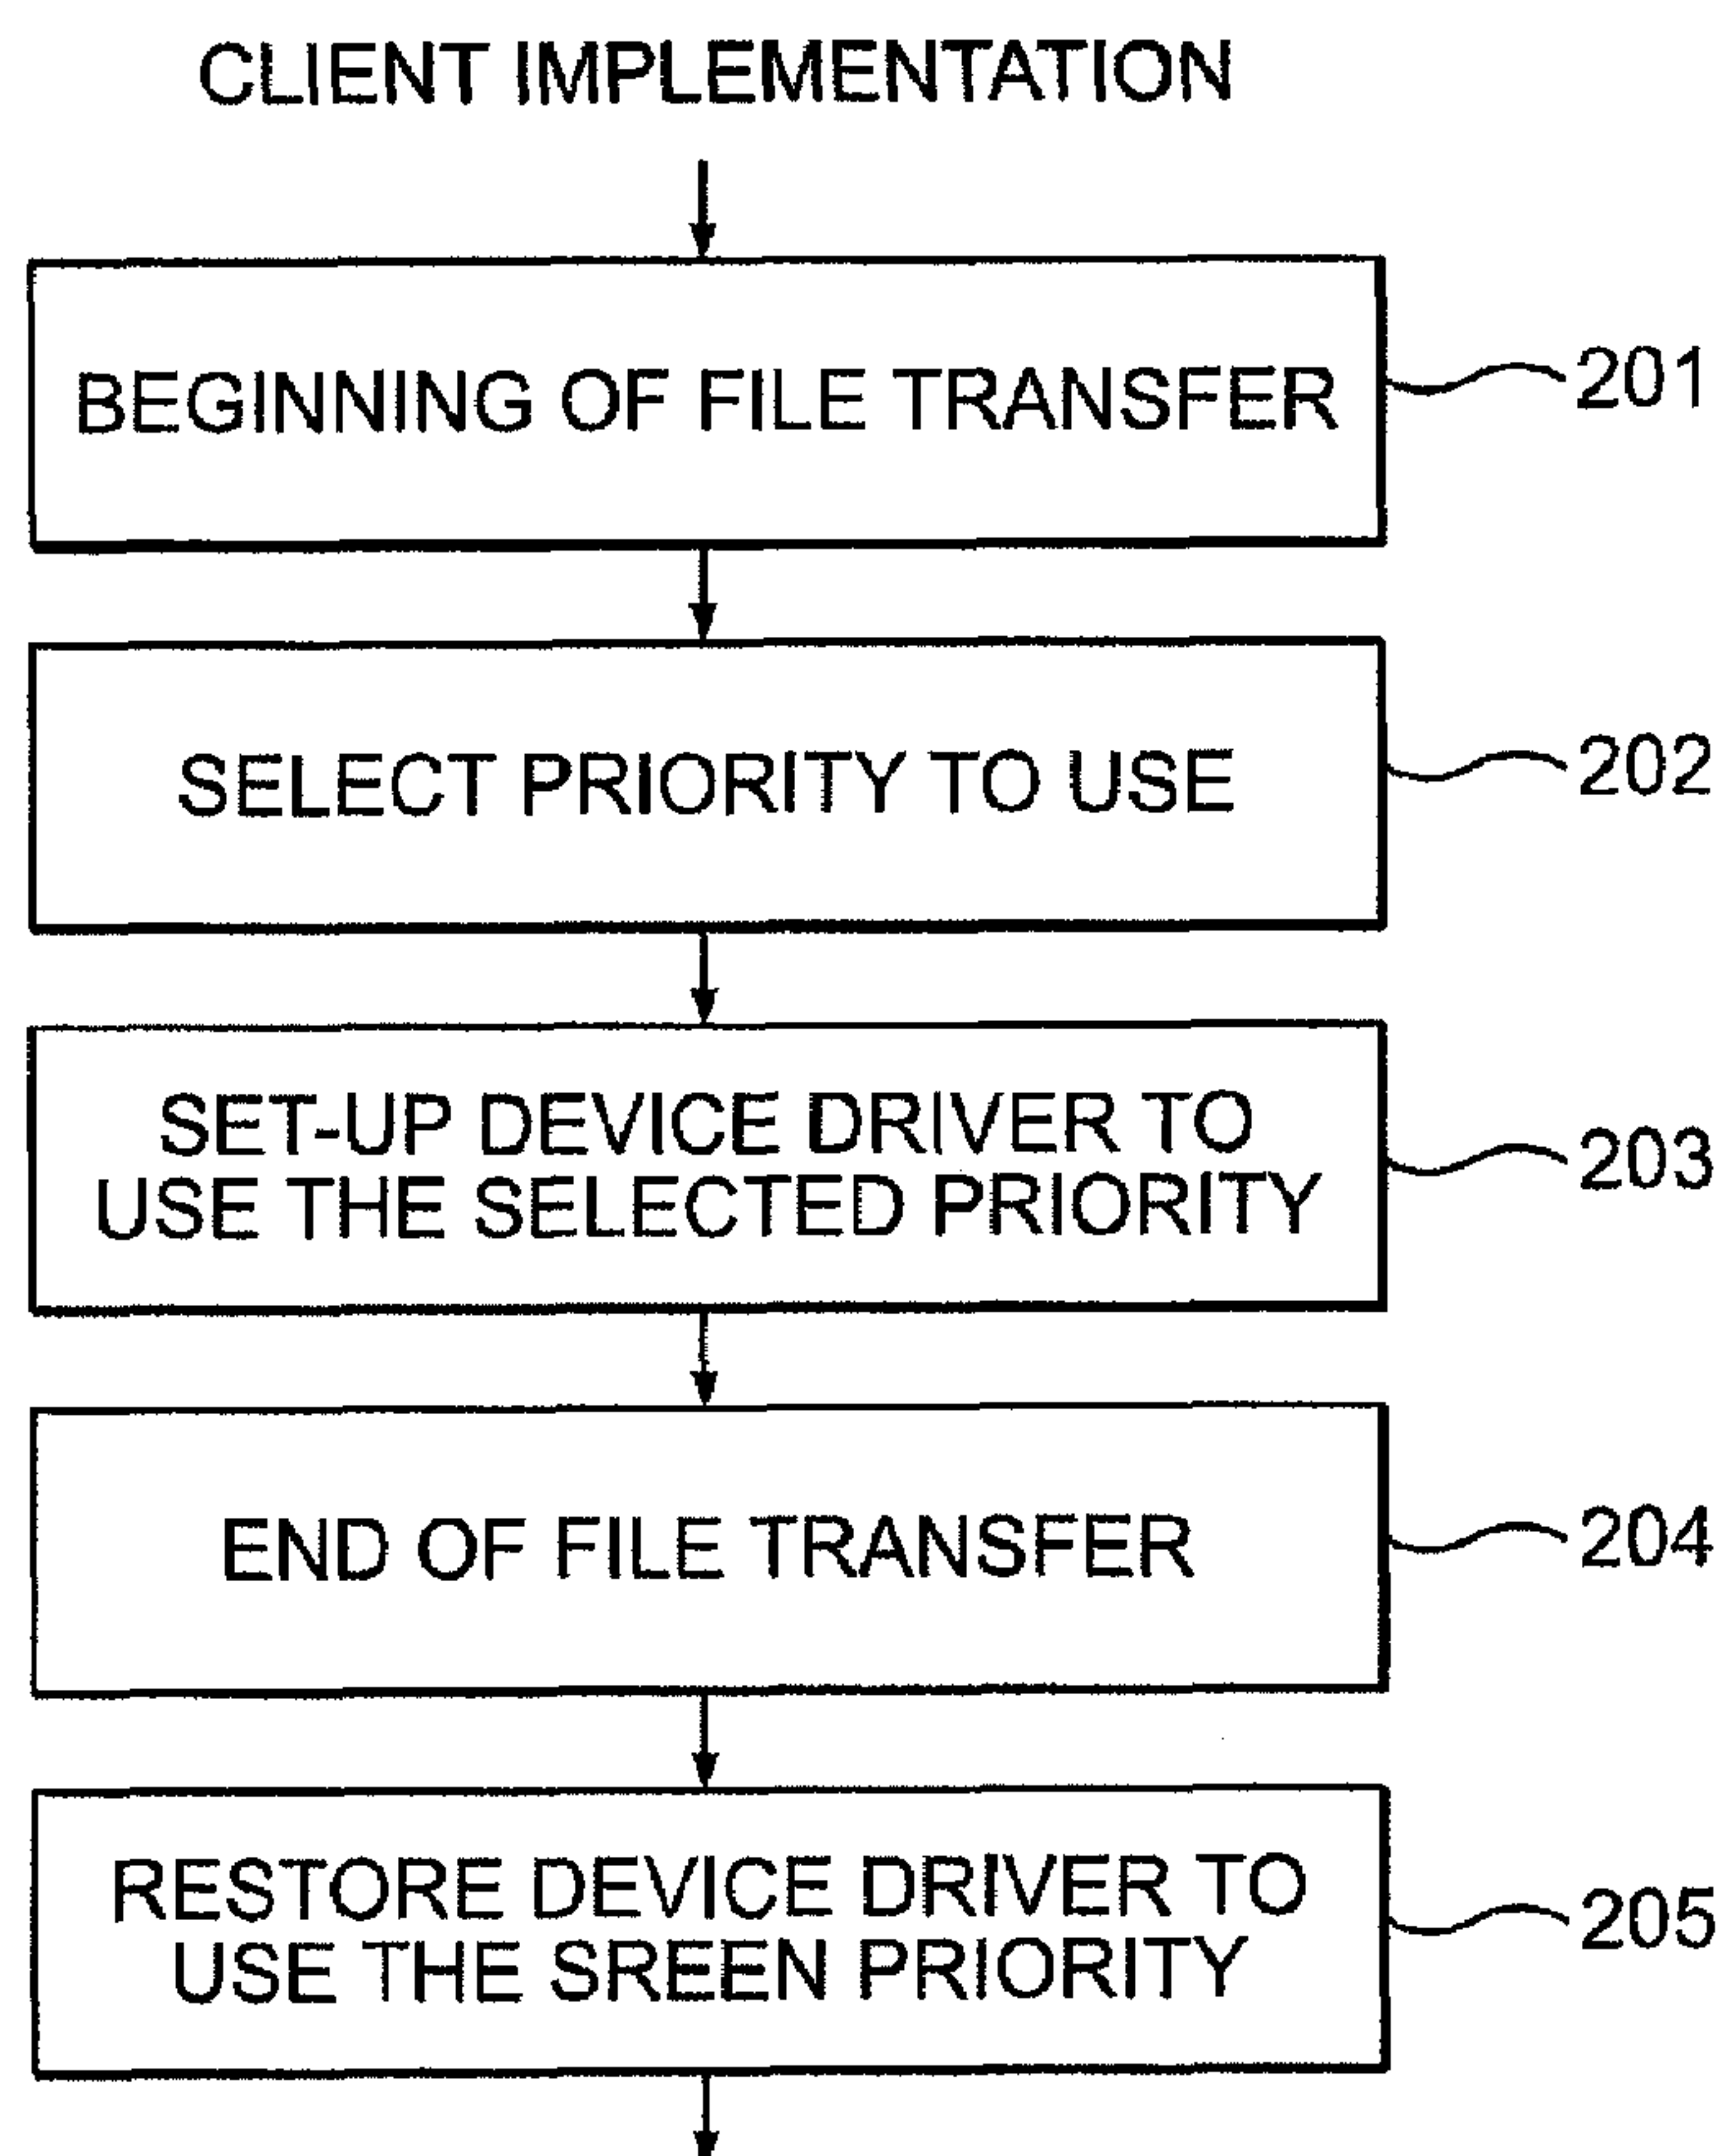 CLIENT IMPLEMENTATION
BEGINNING OF FILE TRANSFER
201
SELECT PRIORITY TO USE
202
SET-UP DEVICE DRIVER TO
USE THE SELECTED PRIORITY
203
END OF FILE TRANSFER
204
RESTORE DEVICE DRIVER TO
USE THE SREEN PRIORITY
205